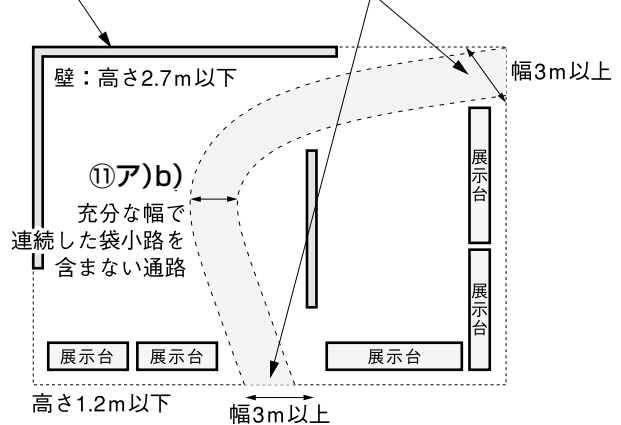 壁：高さ2.7m以下
幅3m以上
⑪ア)b)
充分な幅で
連続した袋小路を
含まない通路
展示台
展示台
展示台
展示台
展示台
高さ1.2m以下
幅3m以上